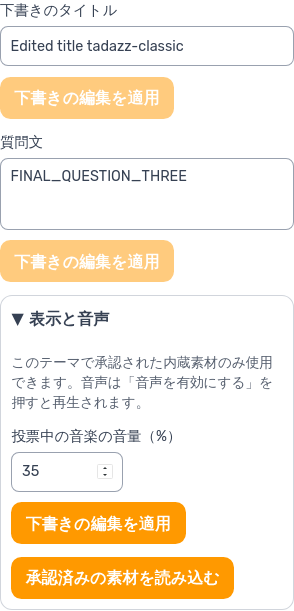 下書きのタイトル
Edited title tadazz-classic
下書きの編集を適用
質問文
FINAL_QUESTION_THREE
下書きの編集を適用
▼ 表示と音声
このテーマで承認された内蔵素材のみ使用
できます。音声は「音声を有効にする」を
押すと再生されます。
投票中の音楽の音量（%）
35
下書きの編集を適用
承認済みの素材を読み込む